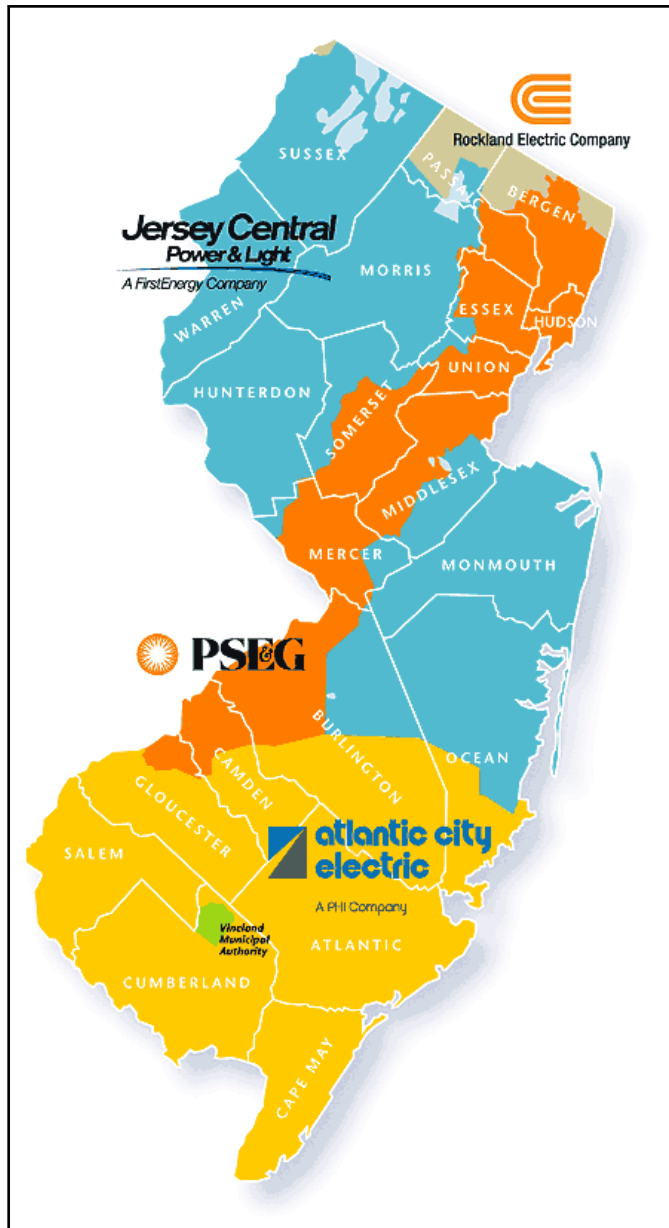 Rockland Electric Company
SUSSEX
PASSAIC
BERGEN
Jersey Central
Power & Light
A FirstEnergy Company
MORRIS
ESSEX
HUDSON
WARREN
UNION
HUNTERDON
SOMERSET
MIDDLESEX
MERCER
MONMOUTH
PSE&G
BURLINGTON
OCEAN
CAMDEN
GLOUCESTER
atlantic city
electric
SALEM
A PHI Company
Vineland
Municipal
Authority
ATLANTIC
CUMBERLAND
CAPE MAY